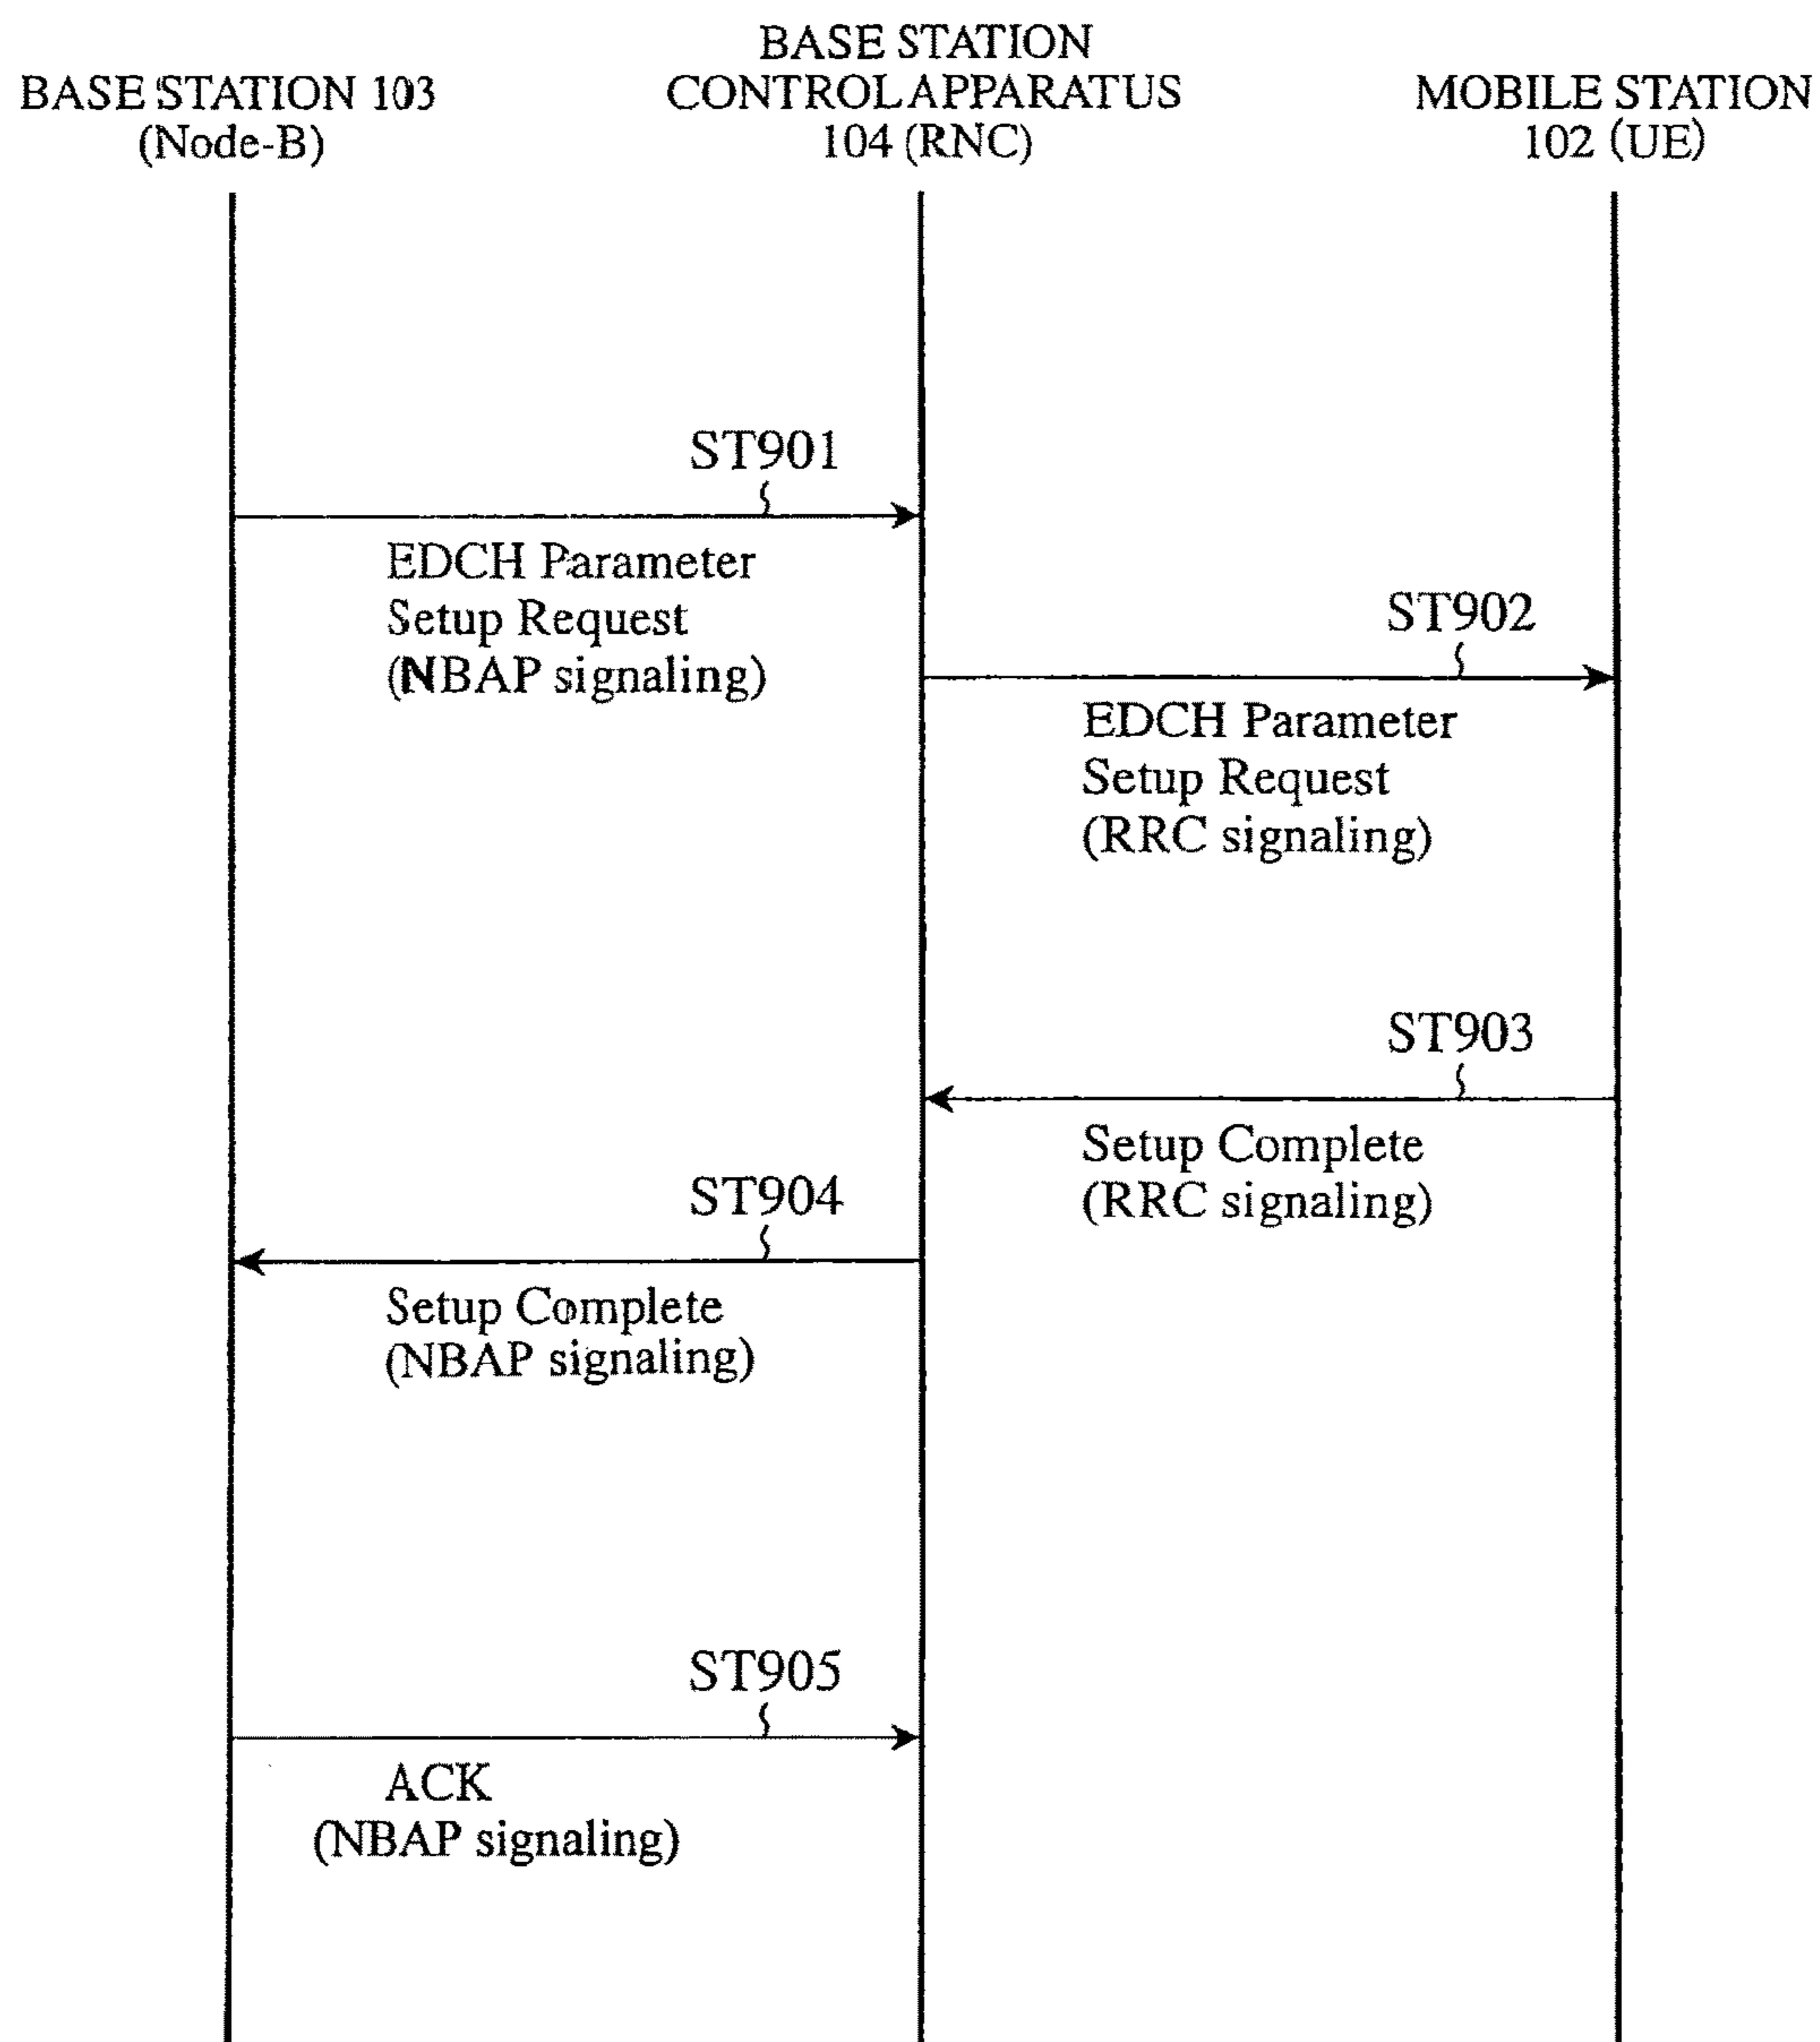 BASE STATION 103
(Node-B)
BASE STATION
CONTROL APPARATUS
104 (RNC)
MOBILE STATION
102 (UE)
ST901
EDCH Parameter
Setup Request
(NBAP signaling)
ST902
EDCH Parameter
Setup Request
(RRC signaling)
ST903
Setup Complete
(RRC signaling)
ST904
Setup Complete
(NBAP signaling)
ST905
ACK
(NBAP signaling)